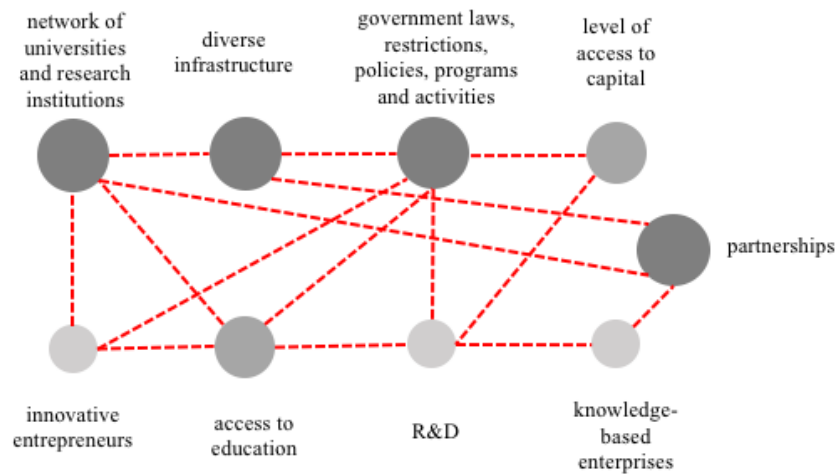 network of
universities
and research
institutions
diverse
infrastructure
government laws,
restrictions,
policies, programs
and activities
level of
access to
capital
partnerships
innovative
entrepreneurs
access to
education
R&D
knowledge-
based
enterprises